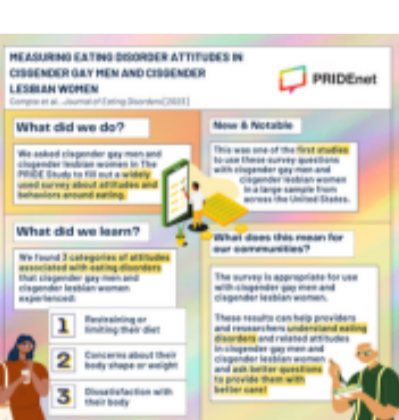 MEASURING EATING DISORDER ATTITUDES IN
CISGENDER GAY MEN AND CISGENDER
LESBIAN WOMEN
Compte et al., Journal of Eating Disorders (2023)
PRIDEnet
What did we do?
We asked cisgender gay men and
cisgender lesbian women in The
PRIDE Study to fill out a widely
used survey about attitudes and
behaviors around eating.
New & Notable
This was one of the first studies
to use these survey questions
with cisgender gay men and
cisgender lesbian women
in a large sample from
across the United States.
What did we learn?
We found 3 categories of attitudes
associated with eating disorders
that cisgender gay men and
cisgender lesbian women
experienced:
1 Restraining or
limiting their diet
2 Concerns about their
body shape or weight
3 Dissatisfaction with
their body
What does this mean for
our communities?
The survey is appropriate for use
with cisgender gay men and
cisgender lesbian women.
These results can help providers
and researchers understand eating
disorders and related attitudes
in cisgender gay men and
cisgender lesbian women
and ask better questions
to provide them with
better care!